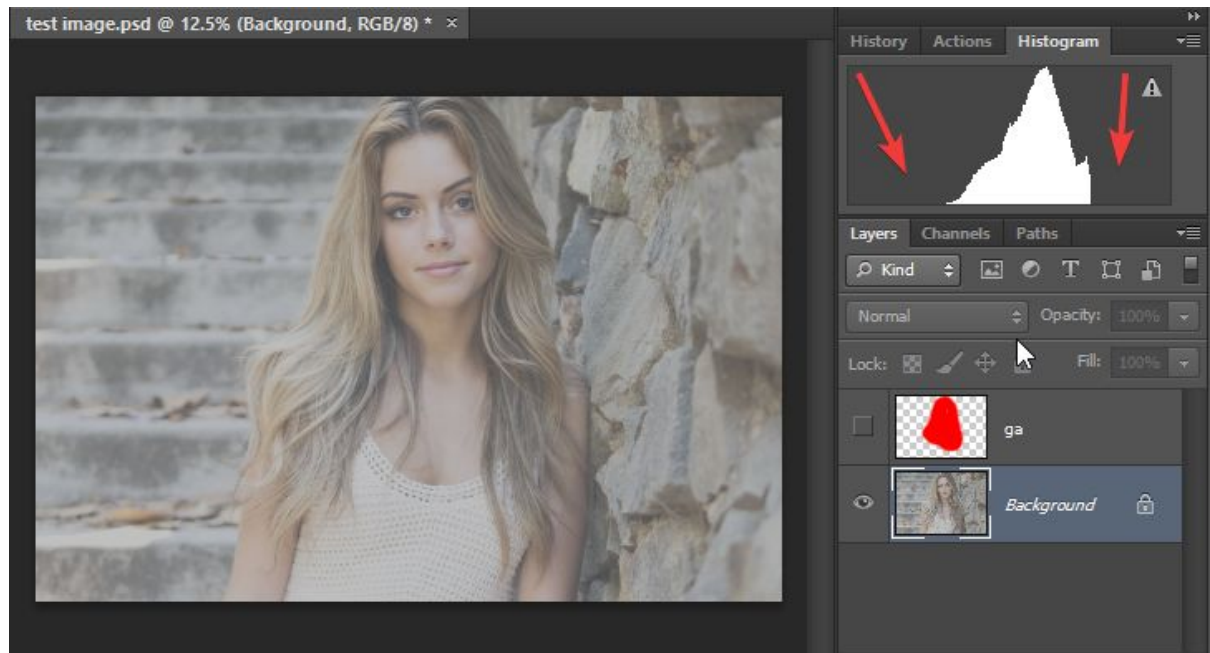 test image.psd @ 12.5% (Background, RGB/8) * ×
History Actions Histogram
Layers Channels Paths
Kind
Normal Opacity: 100%
Lock: Fill: 100%
ga
Background